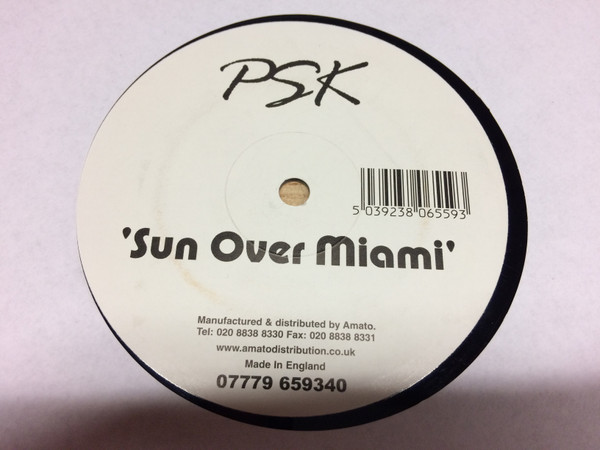 PSK
5 039238 065593
'Sun Over Miami'
Manufactured & distributed by Amato.
Tel: 020 8838 8330 Fax: 020 8838 8331
www.amatodistribution.co.uk
Made In England
07779 659340